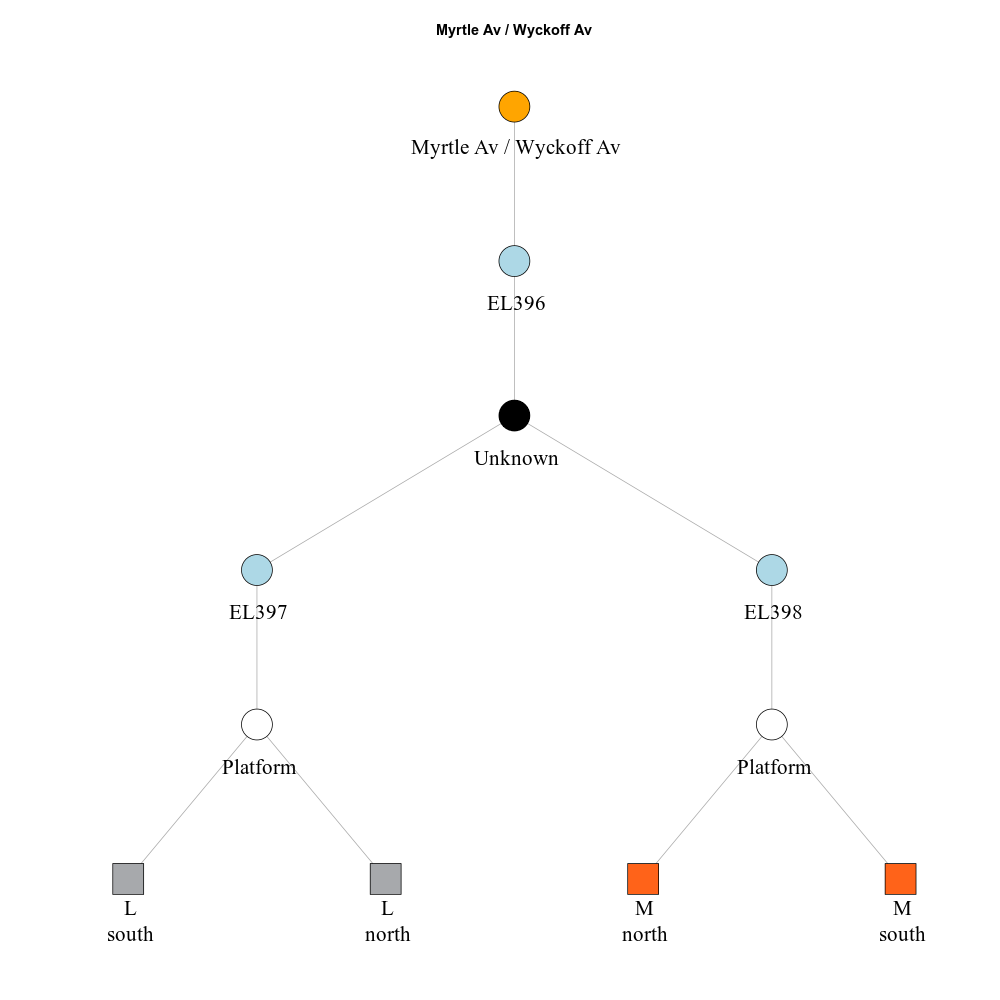 Myrtle Av / Wyckoff Av
Myrtle Av / Wyckoff Av
EL396
Unknown
EL397
EL398
Platform
Platform
L
south
L
north
M
north
M
south